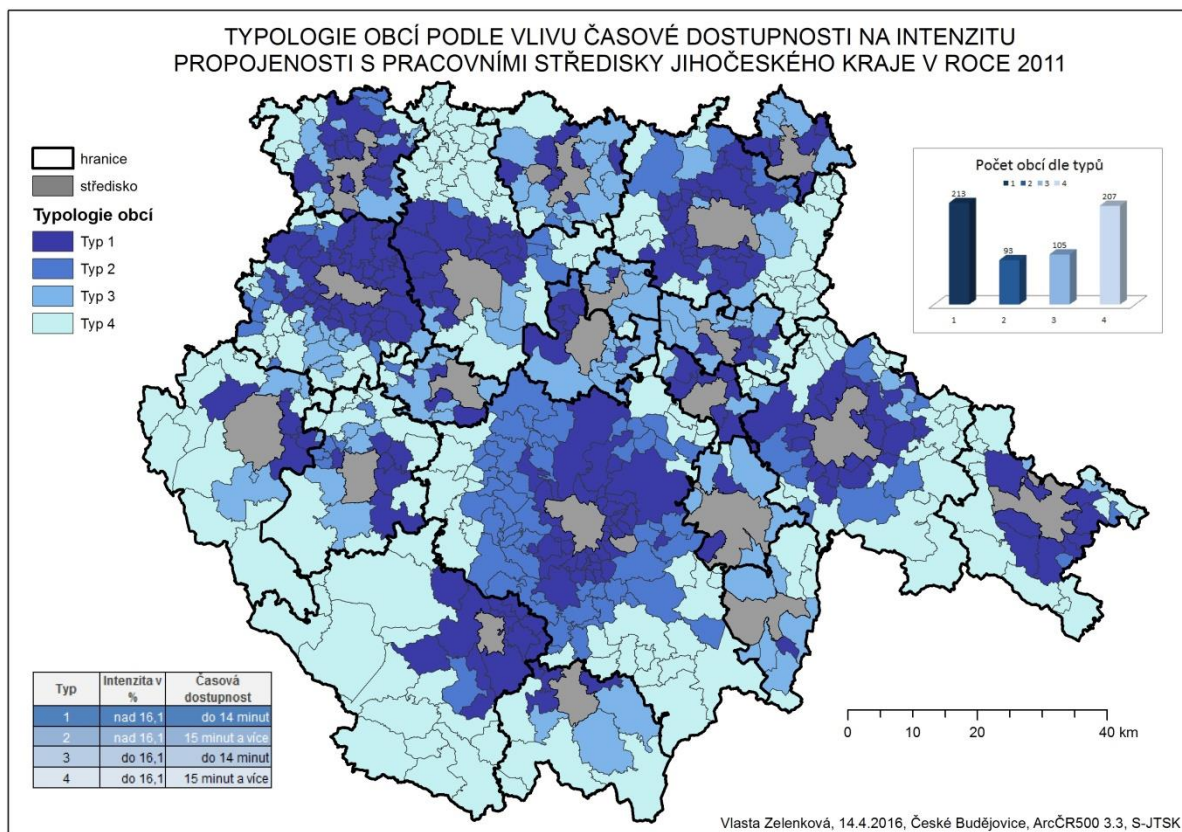 TYPOLOGIE OBCÍ PODLE VLIVU ČASOVÉ DOSTUPNOSTI NA INTENZITU
PROPOJENOSTI S PRACOVNÍMI STŘEDISKY JIHOČESKÉHO KRAJE V ROCE 2011
hranice
středisko
Typologie obcí
Typ 1
Typ 2
Typ 3
Typ 4
Počet obcí dle typů
1 2 3 4
213
93
105
207
1 2 3 4
Typ Intenzita v % Časová dostupnost
1 nad 16,1 do 14 minut
2 nad 16,1 15 minut a více
3 do 16,1 do 14 minut
4 do 16,1 15 minut a více
0 10 20 40 km
Vlasta Zelenková, 14.4.2016, České Budějovice, ArcČR500 3.3, S-JTSK